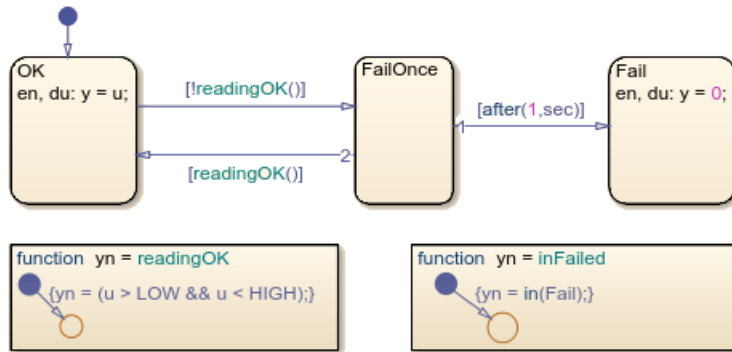 OK
en, du: y = u;
[!readingOK()]
FailOnce
Fail
en, du: y = 0;
1
[after(1,sec)]
2
[readingOK()]
function yn = readingOK
{yn = (u > LOW && u < HIGH);}
function yn = inFailed
{yn = in(Fail);}